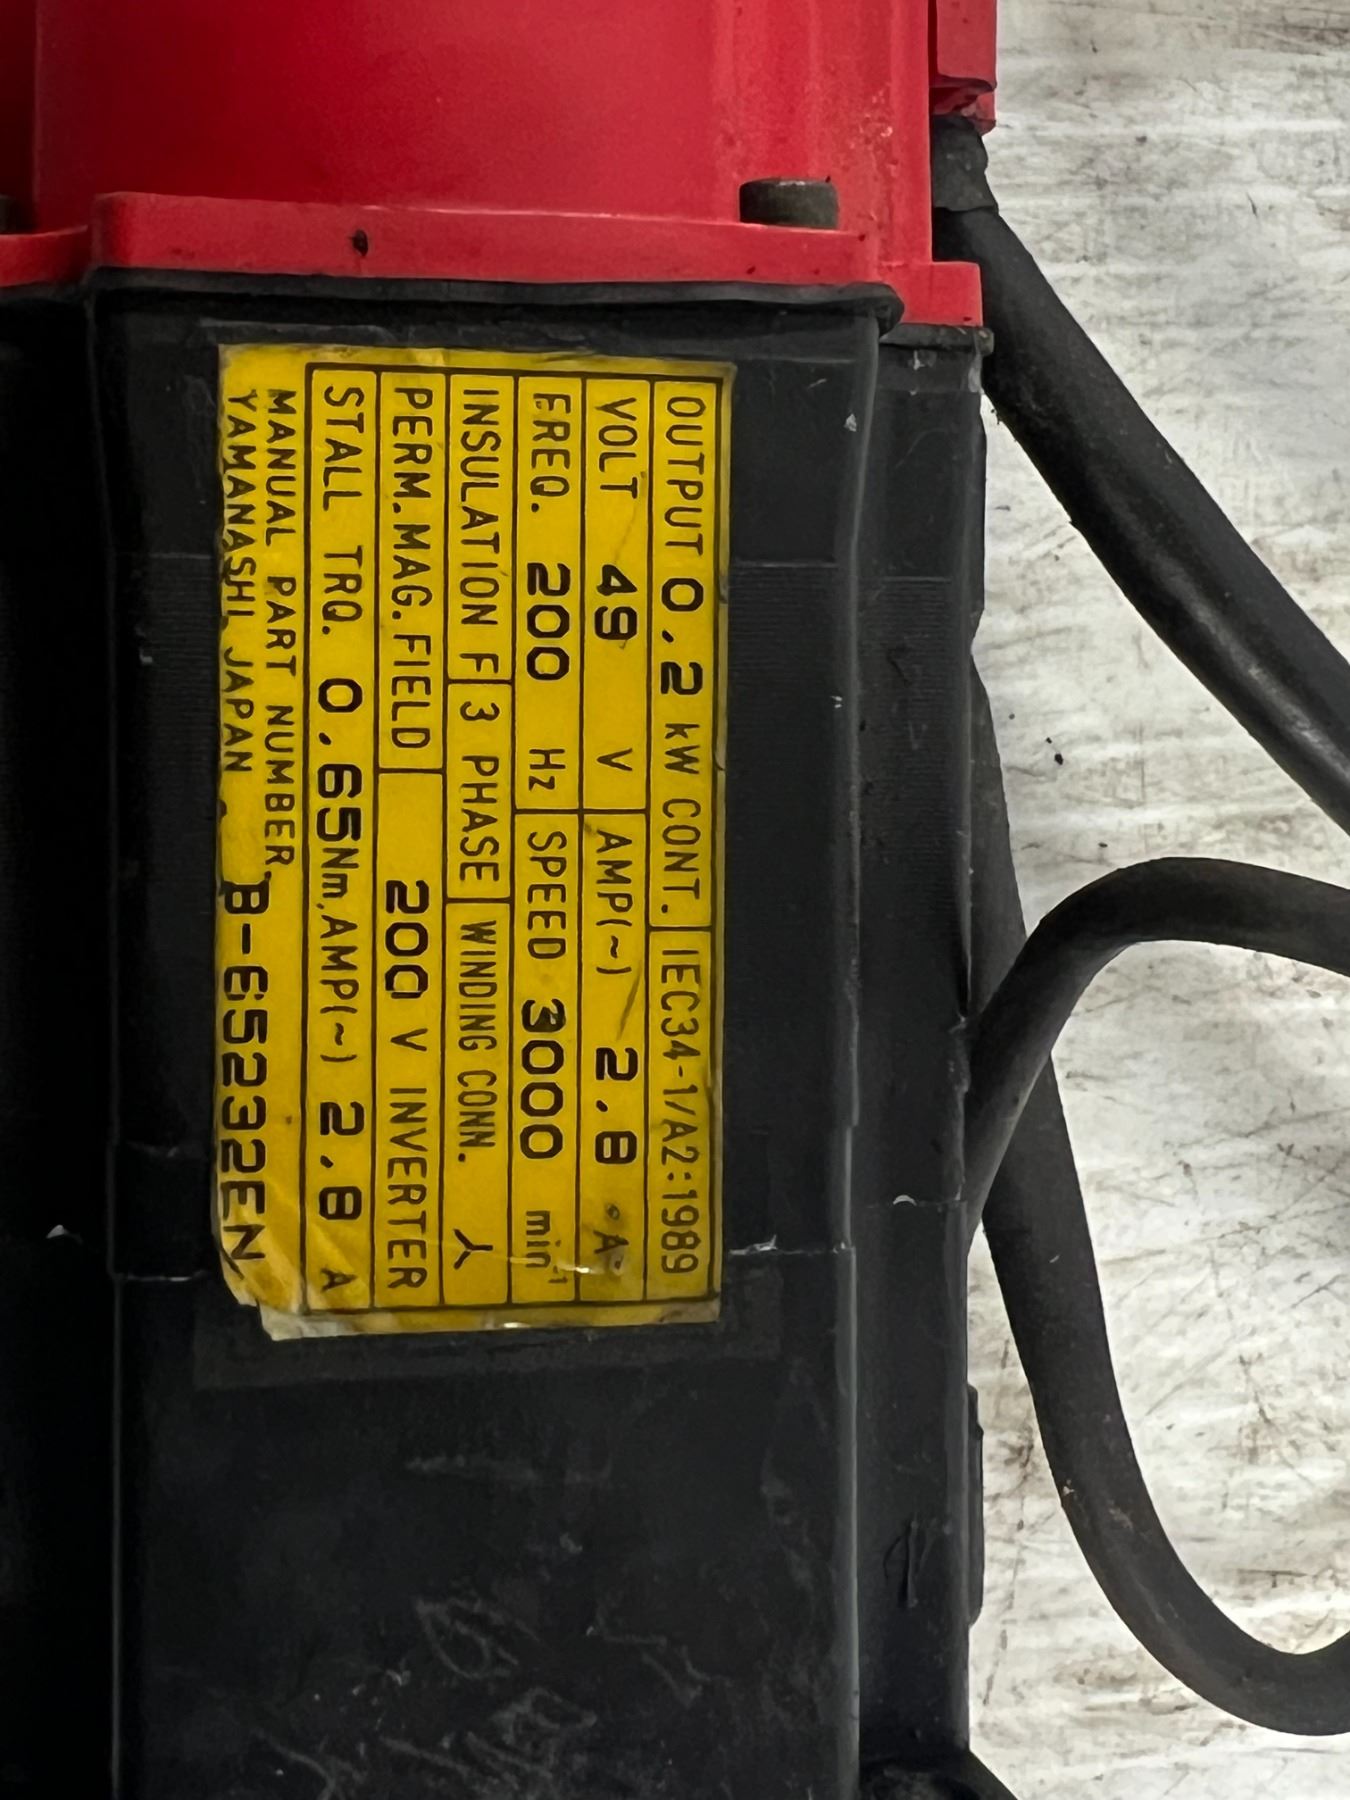 OUTPUT 0.2 kW CONT. IEC34-1/A2:1989
VOLT 49 V AMP(~) 2.8 A
FREQ. 200 Hz SPEED 3000 min⁻¹
INSULATION F 3 PHASE WINDING CONN. 人
PERM. MAG. FIELD 200 V INVERTER
STALL TRQ. 0.65Nm, AMP(~) 2.8 A
MANUAL PART NUMBER. B-65232EN
YAMANASHI JAPAN